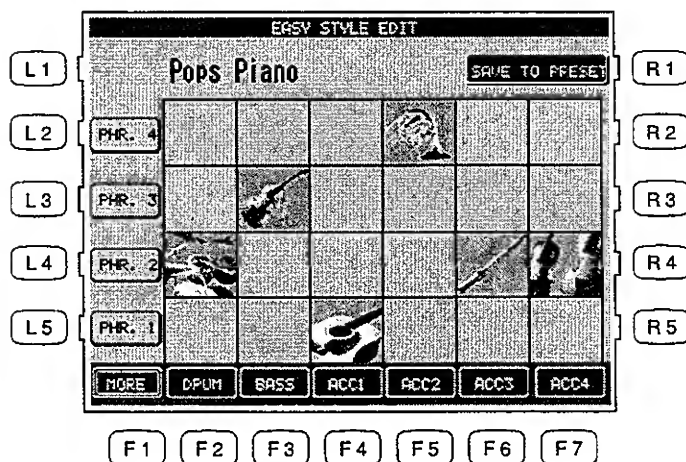 EASY STYLE EDIT
L1 Pops Piano SAVE TO PRESET R1
L2 PHR. 4 R2
L3 PHR. 3 R3
L4 PHR. 2 R4
L5 PHR. 1 R5
MORE DRUM BASS ACC1 ACC2 ACC3 ACC4
F1 F2 F3 F4 F5 F6 F7